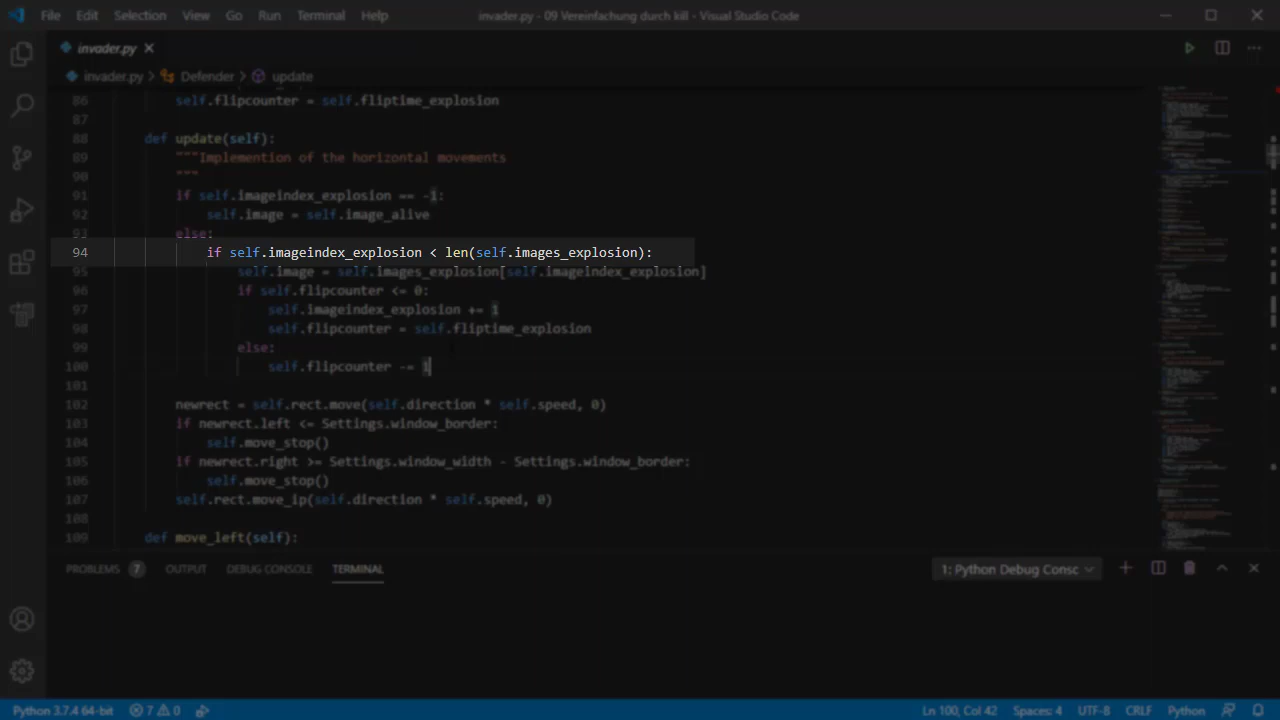 File Edit Selection View Go Run Terminal Help invader.py - 09 Vereinfachung durch kill - Visual Studio Code
invader.py
invader.py > Defender > update
86 self.flipcounter = self.fliptime_explosion
87
88 def update(self):
89 """Implemention of the horizontal movements
90 """
91 if self.imageindex_explosion == -1:
92 self.image = self.image_alive
93 else:
94 if self.imageindex_explosion < len(self.images_explosion):
95 self.image = self.images_explosion[self.imageindex_explosion]
96 if self.flipcounter <= 0:
97 self.imageindex_explosion += 1
98 self.flipcounter = self.fliptime_explosion
99 else:
100 self.flipcounter -= 1
101
102 newrect = self.rect.move(self.direction * self.speed, 0)
103 if newrect.left <= Settings.window_border:
104 self.move_stop()
105 if newrect.right >= Settings.window_width - Settings.window_border:
106 self.move_stop()
107 self.rect.move_ip(self.direction * self.speed, 0)
108
109 def move_left(self):
PROBLEMS 7 OUTPUT DEBUG CONSOLE TERMINAL 1: Python Debug Consc
Python 3.7.4 64-bit 7 0 Ln 100, Col 42 Spaces: 4 UTF-8 CRLF Python